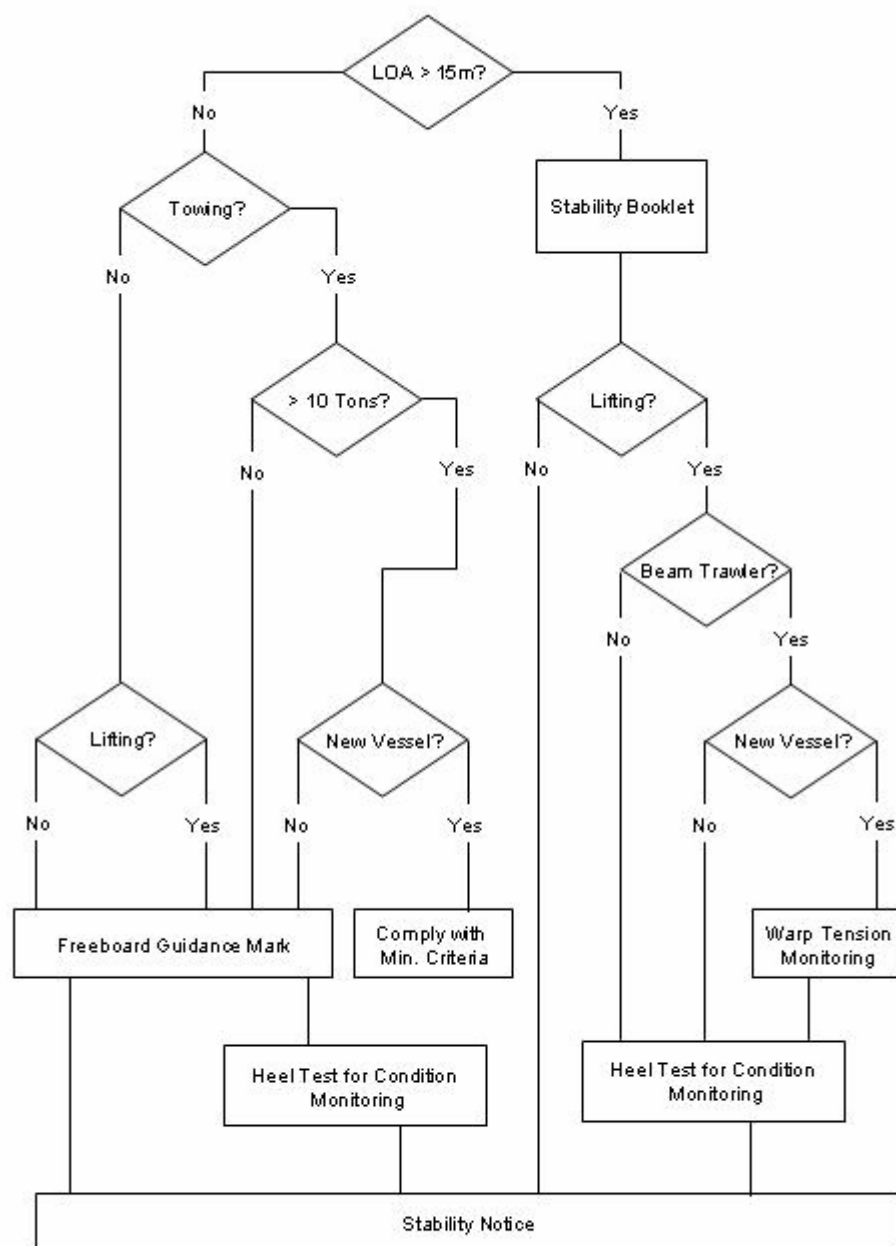 LOA > 15m?
No
Yes
Towing?
Stability Booklet
No
Yes
> 10 Tons?
Lifting?
No
Yes
No
Yes
Beam Trawler?
No
Yes
Lifting?
New Vessel?
New Vessel?
No
Yes
No
Yes
No
Yes
Freeboard Guidance Mark
Comply with
Min. Criteria
Warp Tension
Monitoring
Heel Test for Condition
Monitoring
Heel Test for Condition
Monitoring
Stability Notice